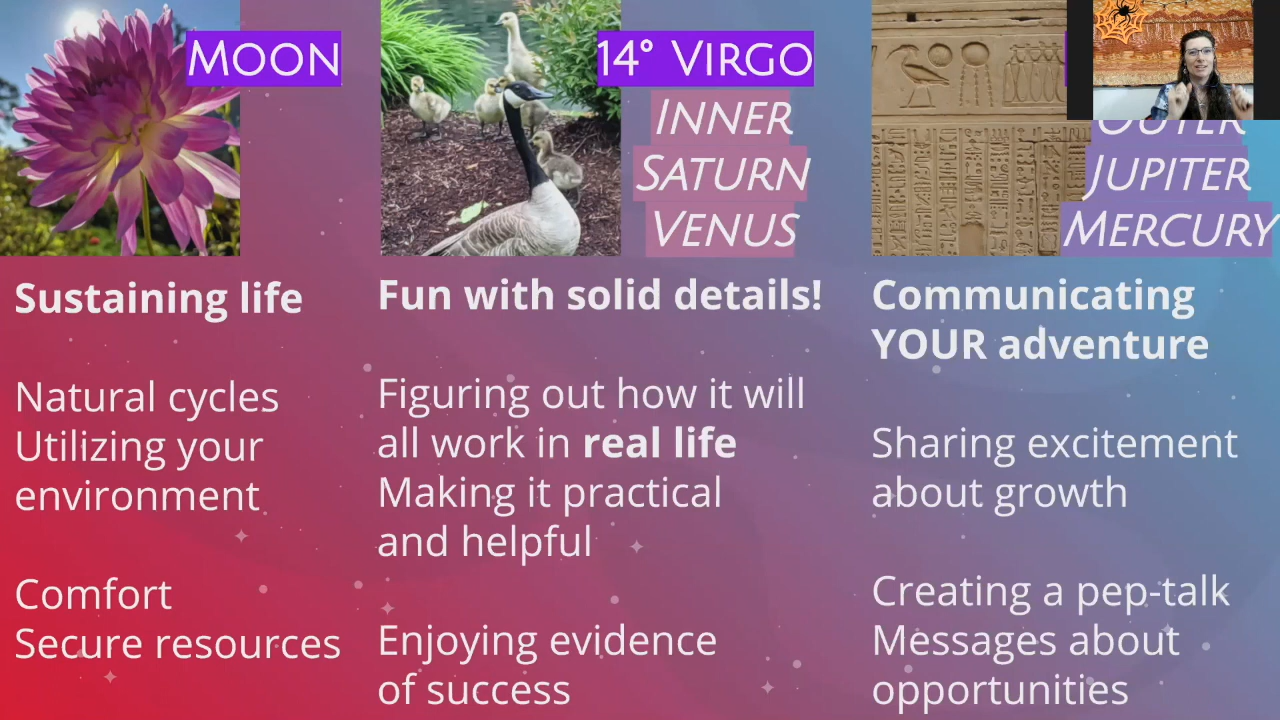 MOON
14° VIRGO
INNER
SATURN
VENUS
OUTER
JUPITER
MERCURY
Sustaining life
Natural cycles
Utilizing your
environment
Comfort
Secure resources
Fun with solid details!
Figuring out how it will
all work in real life
Making it practical
and helpful
Enjoying evidence
of success
Communicating
YOUR adventure
Sharing excitement
about growth
Creating a pep-talk
Messages about
opportunities